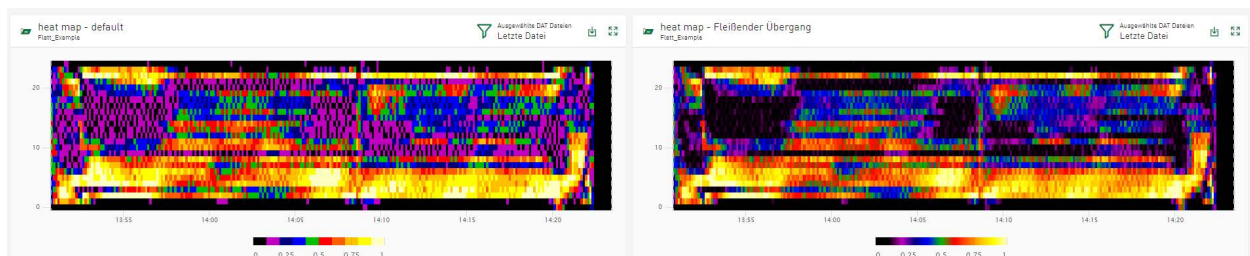 heat map - default
Flatt_Example
Ausgewählte DAT Dateien
Letzte Datei
20
10
0
13:55 14:00 14:05 14:10 14:15 14:20
0 0.25 0.5 0.75 1
heat map - Fleißender Übergang
Flatt_Example
Ausgewählte DAT Dateien
Letzte Datei
20
10
0
13:55 14:00 14:05 14:10 14:15 14:20
0 0.25 0.5 0.75 1